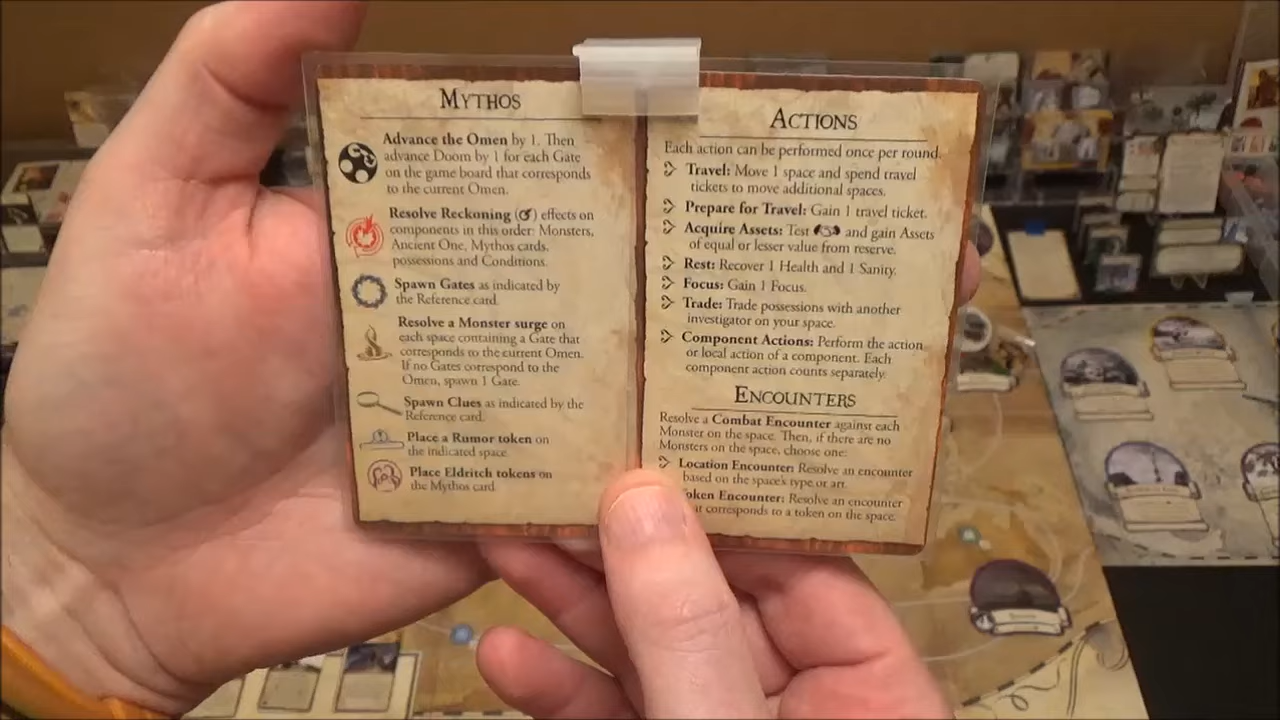 MYTHOS
Advance the Omen by 1. Then
advance Doom by 1 for each Gate
on the game board that corresponds
to the current Omen.
Resolve Reckoning ( ) effects on
components in this order: Monsters,
Ancient One, Mythos cards,
possessions and Conditions.
Spawn Gates as indicated by
the Reference card.
Resolve a Monster surge on
each space containing a Gate that
corresponds to the current Omen.
If no Gates correspond to the
Omen, spawn 1 Gate.
Spawn Clues as indicated by the
Reference card.
Place a Rumor token on
the indicated space
Place Eldritch tokens on
the Mythos card
ACTIONS
Each action can be performed once per round.
Travel: Move 1 space and spend travel
tickets to move additional spaces.
Prepare for Travel: Gain 1 travel ticket.
Acquire Assets: Test and gain Assets
of equal or lesser value from reserve.
Rest: Recover 1 Health and 1 Sanity.
Focus: Gain 1 Focus.
Trade: Trade possessions with another
investigator on your space.
Component Actions: Perform the action
or local action of a component. Each
component action counts separately.
ENCOUNTERS
Resolve a Combat Encounter against each
Monster on the space. Then, if there are no
Monsters on the space, choose one:
Location Encounter: Resolve an encounter
based on the space's type or art.
oken Encounter: Resolve an encounter
at corresponds to a token on the space.